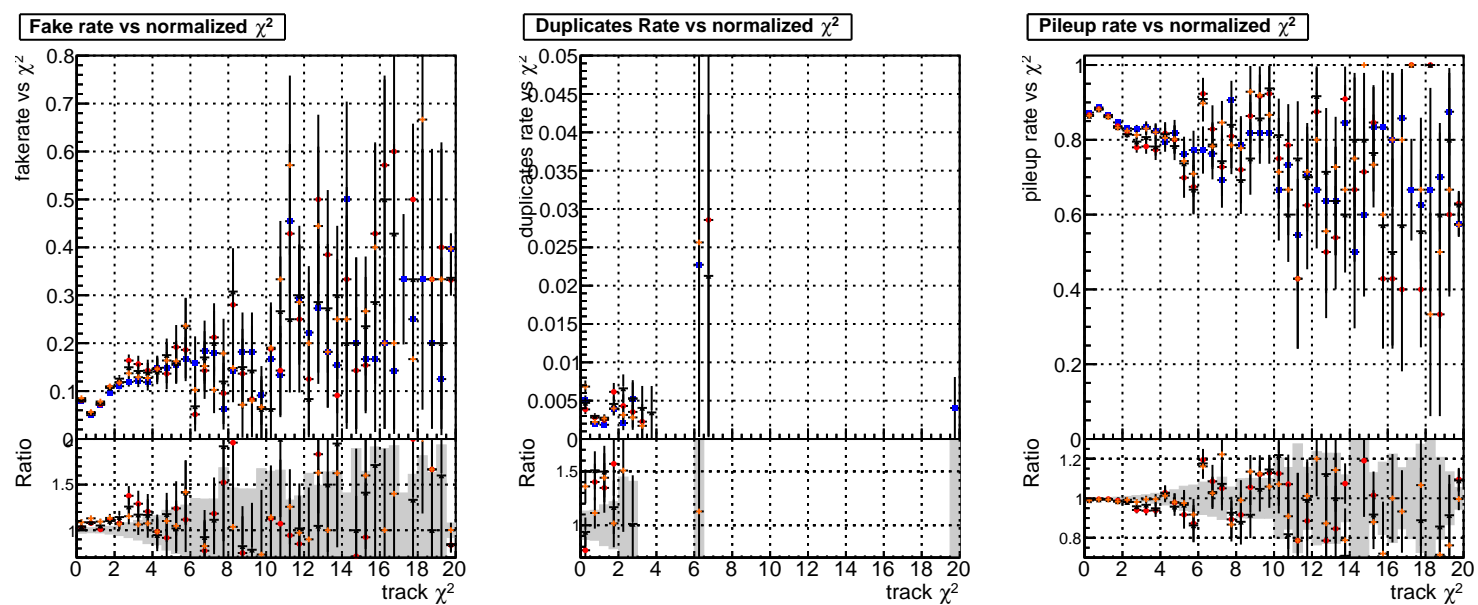 Fake rate vs normalized χ²
fakerate vs χ²
0.8
0.7
0.6
0.5
0.4
0.3
0.2
0.1
0
Ratio
1.5
1
0 2 4 6 8 10 12 14 16 18 20
track χ²
Duplicates Rate vs normalized χ²
duplicates rate vs χ²
0.05
0.045
0.04
0.035
0.03
0.025
0.02
0.015
0.01
0.005
0
Ratio
1.5
1
0 2 4 6 8 10 12 14 16 18 20
track χ²
Pileup rate vs normalized χ²
pileup rate vs χ²
1
0.8
0.6
0.4
0.2
0
Ratio
1.2
1
0.8
0 2 4 6 8 10 12 14 16 18 20
track χ²